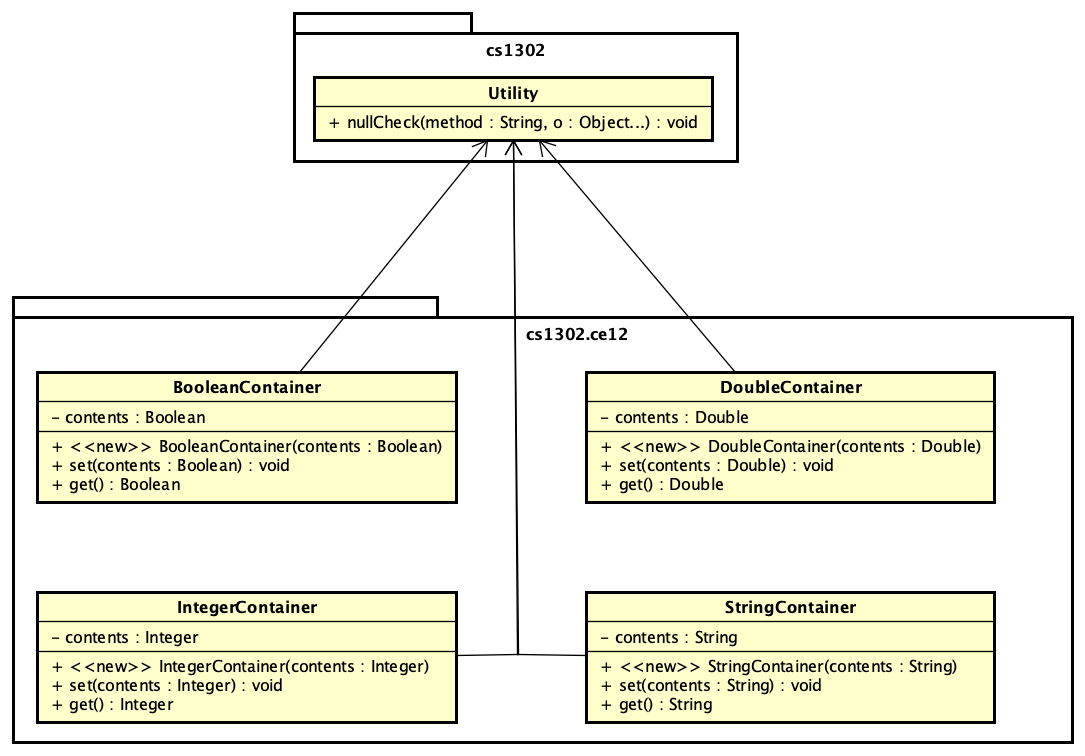 cs1302
Utility
+ nullCheck(method : String, o : Object...) : void
cs1302.ce12
BooleanContainer
– contents : Boolean
+ <<new>> BooleanContainer(contents : Boolean)
+ set(contents : Boolean) : void
+ get() : Boolean
DoubleContainer
– contents : Double
+ <<new>> DoubleContainer(contents : Double)
+ set(contents : Double) : void
+ get() : Double
IntegerContainer
– contents : Integer
+ <<new>> IntegerContainer(contents : Integer)
+ set(contents : Integer) : void
+ get() : Integer
StringContainer
– contents : String
+ <<new>> StringContainer(contents : String)
+ set(contents : String) : void
+ get() : String